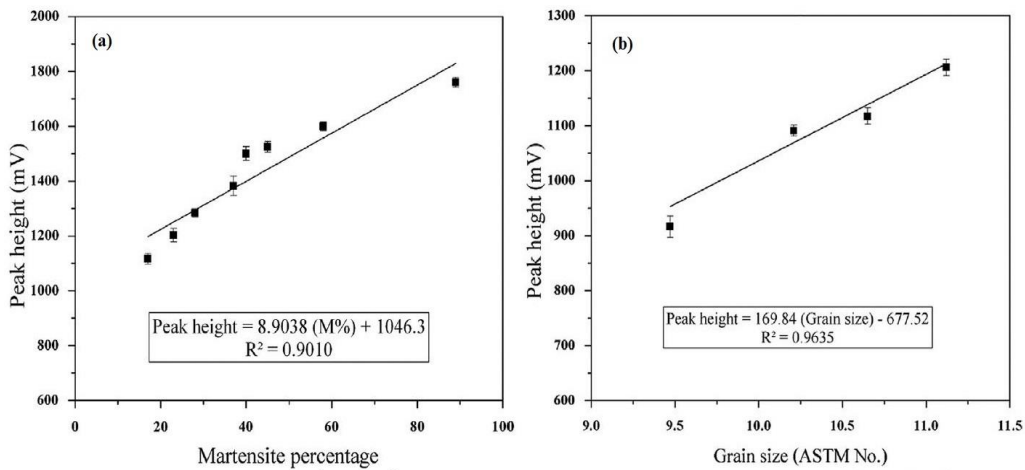 (a)
Peak height (mV)
2000
1800
1600
1400
1200
1000
800
600
0
20
40
60
80
100
Martensite percentage
Peak height = 8.9038 (M%) + 1046.3
R² = 0.9010
(b)
Peak height (mV)
1300
1200
1100
1000
900
800
700
600
9.0
9.5
10.0
10.5
11.0
11.5
Grain size (ASTM No.)
Peak height = 169.84 (Grain size) - 677.52
R² = 0.9635